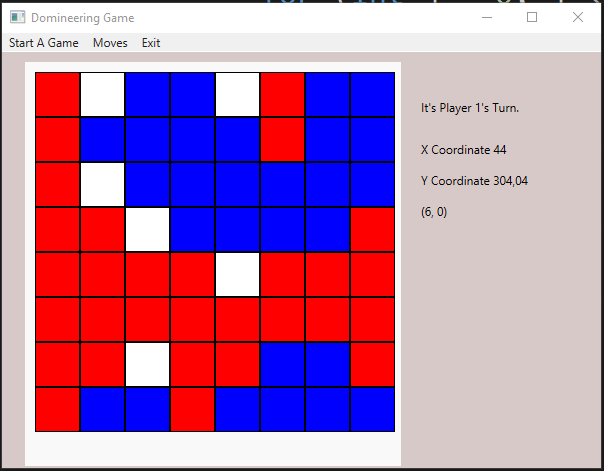 Domineering Game
Start A Game Moves Exit
It's Player 1's Turn.
X Coordinate 44
Y Coordinate 304,04
(6, 0)